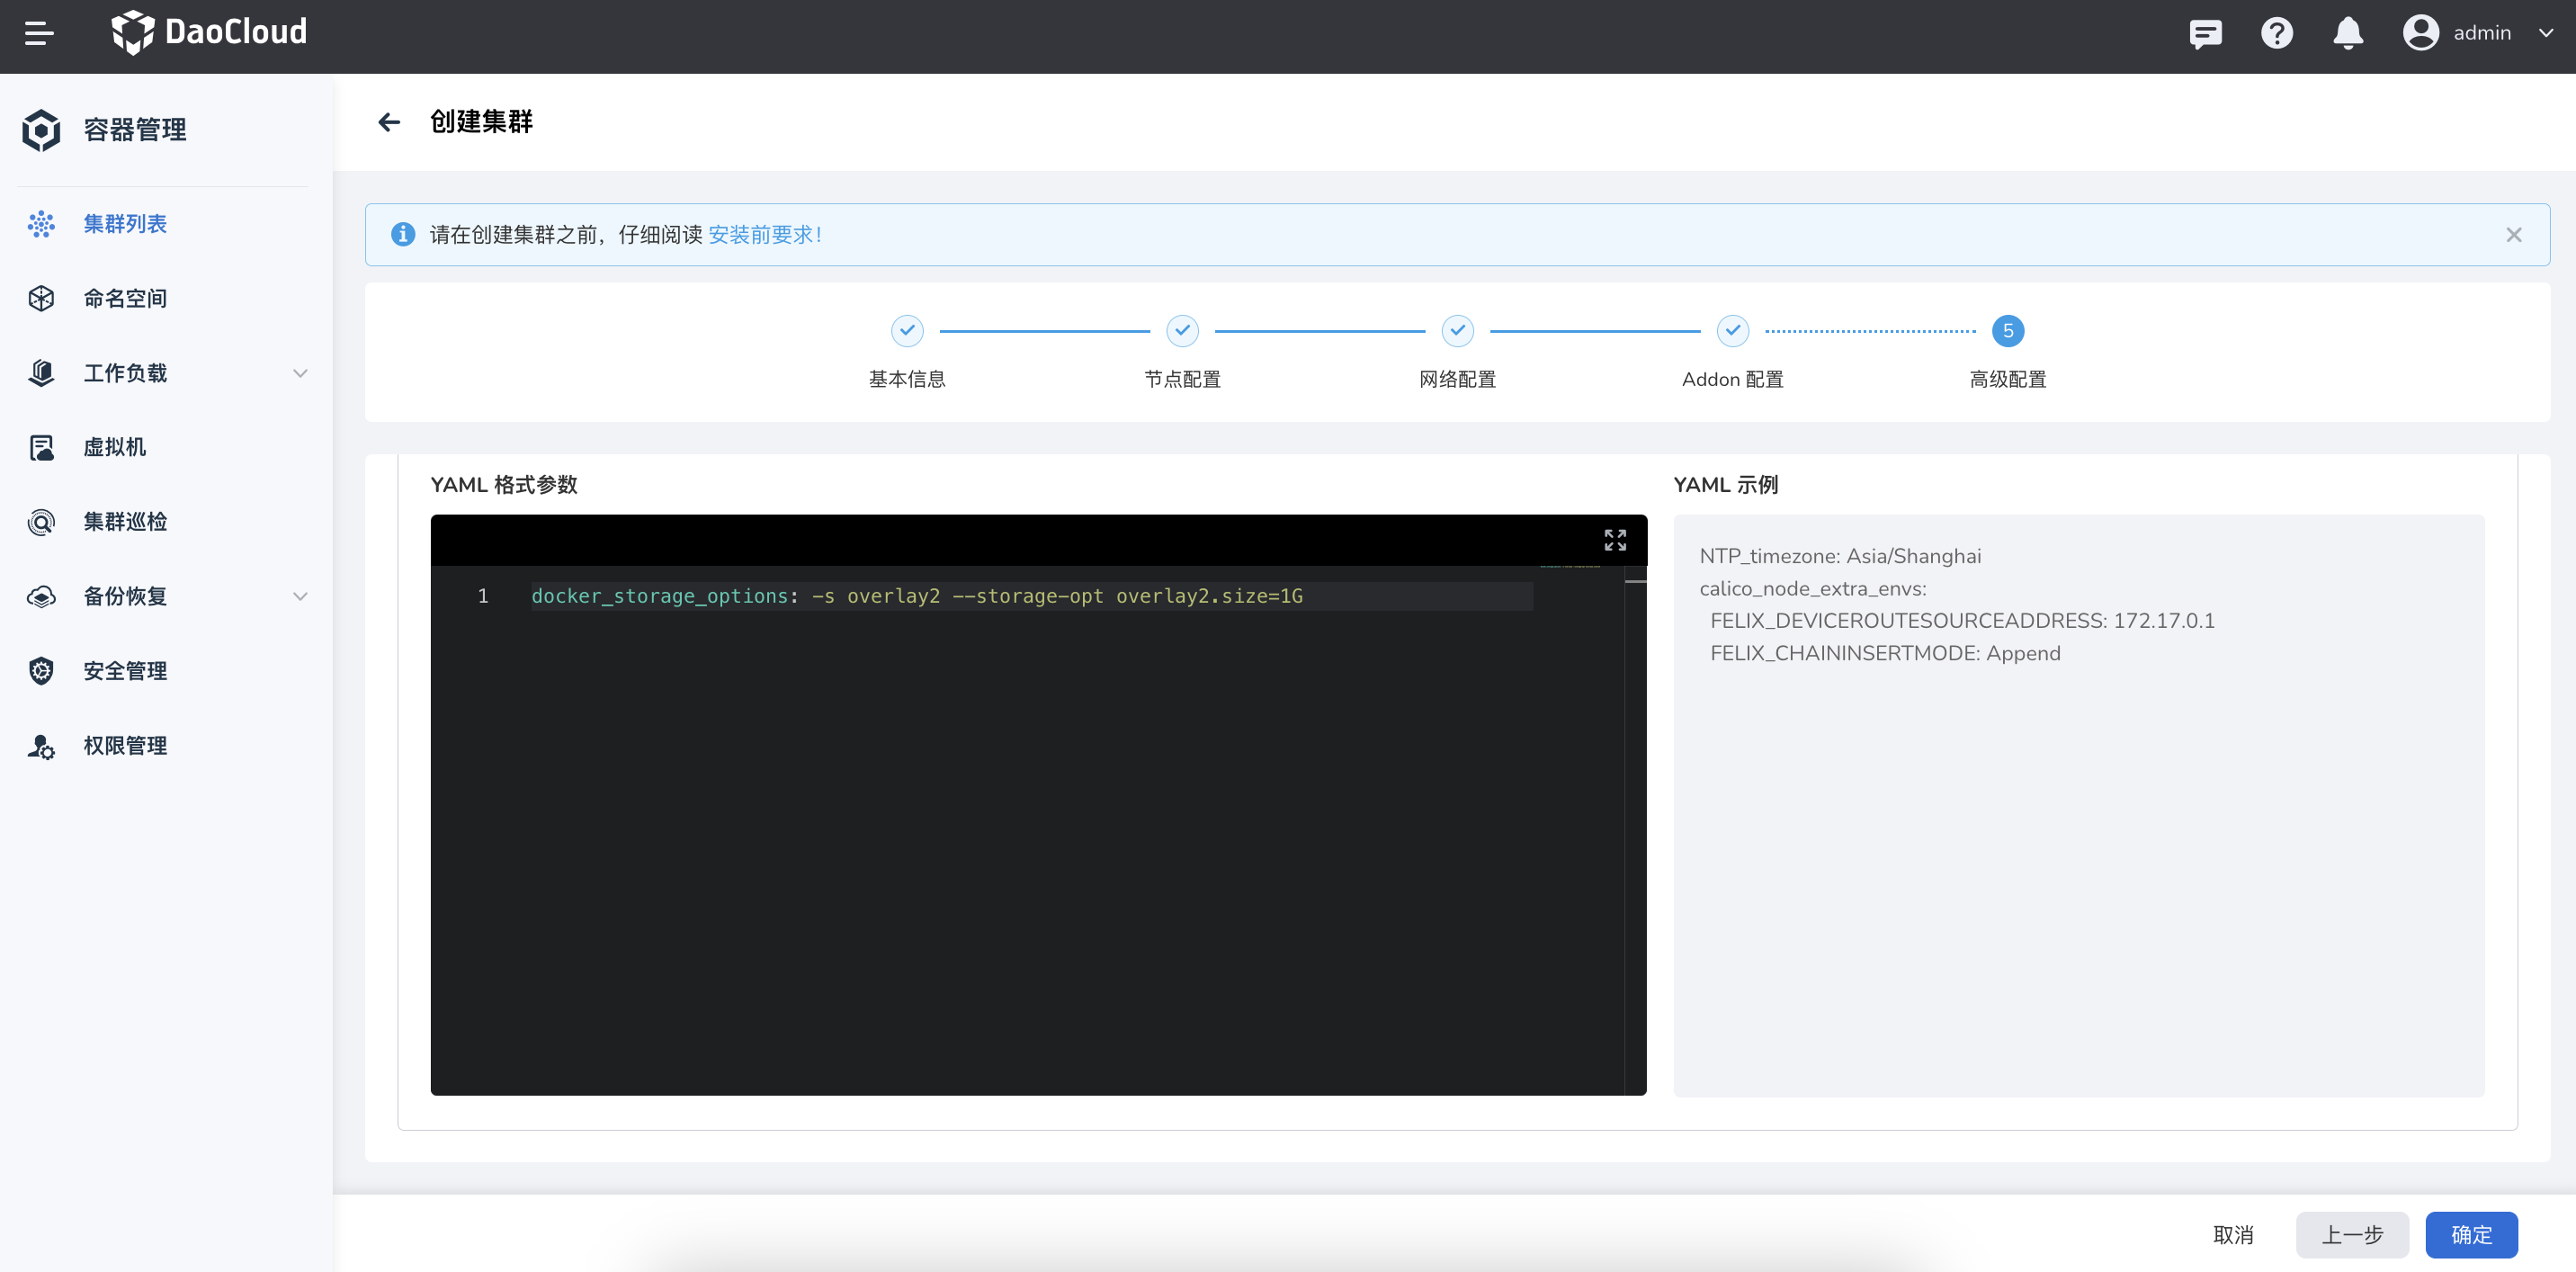 DaoCloud
admin
容器管理
集群列表
命名空间
工作负载
虚拟机
集群巡检
备份恢复
安全管理
权限管理
创建集群
请在创建集群之前，仔细阅读 安装前要求！
5
基本信息
节点配置
网络配置
Addon 配置
高级配置
YAML 格式参数
1 docker_storage_options: -s overlay2 --storage-opt overlay2.size=1G
YAML 示例
NTP_timezone: Asia/Shanghai
calico_node_extra_envs:
FELIX_DEVICEROUTESOURCEADDRESS: 172.17.0.1
FELIX_CHAININSERTMODE: Append
取消
上一步
确定